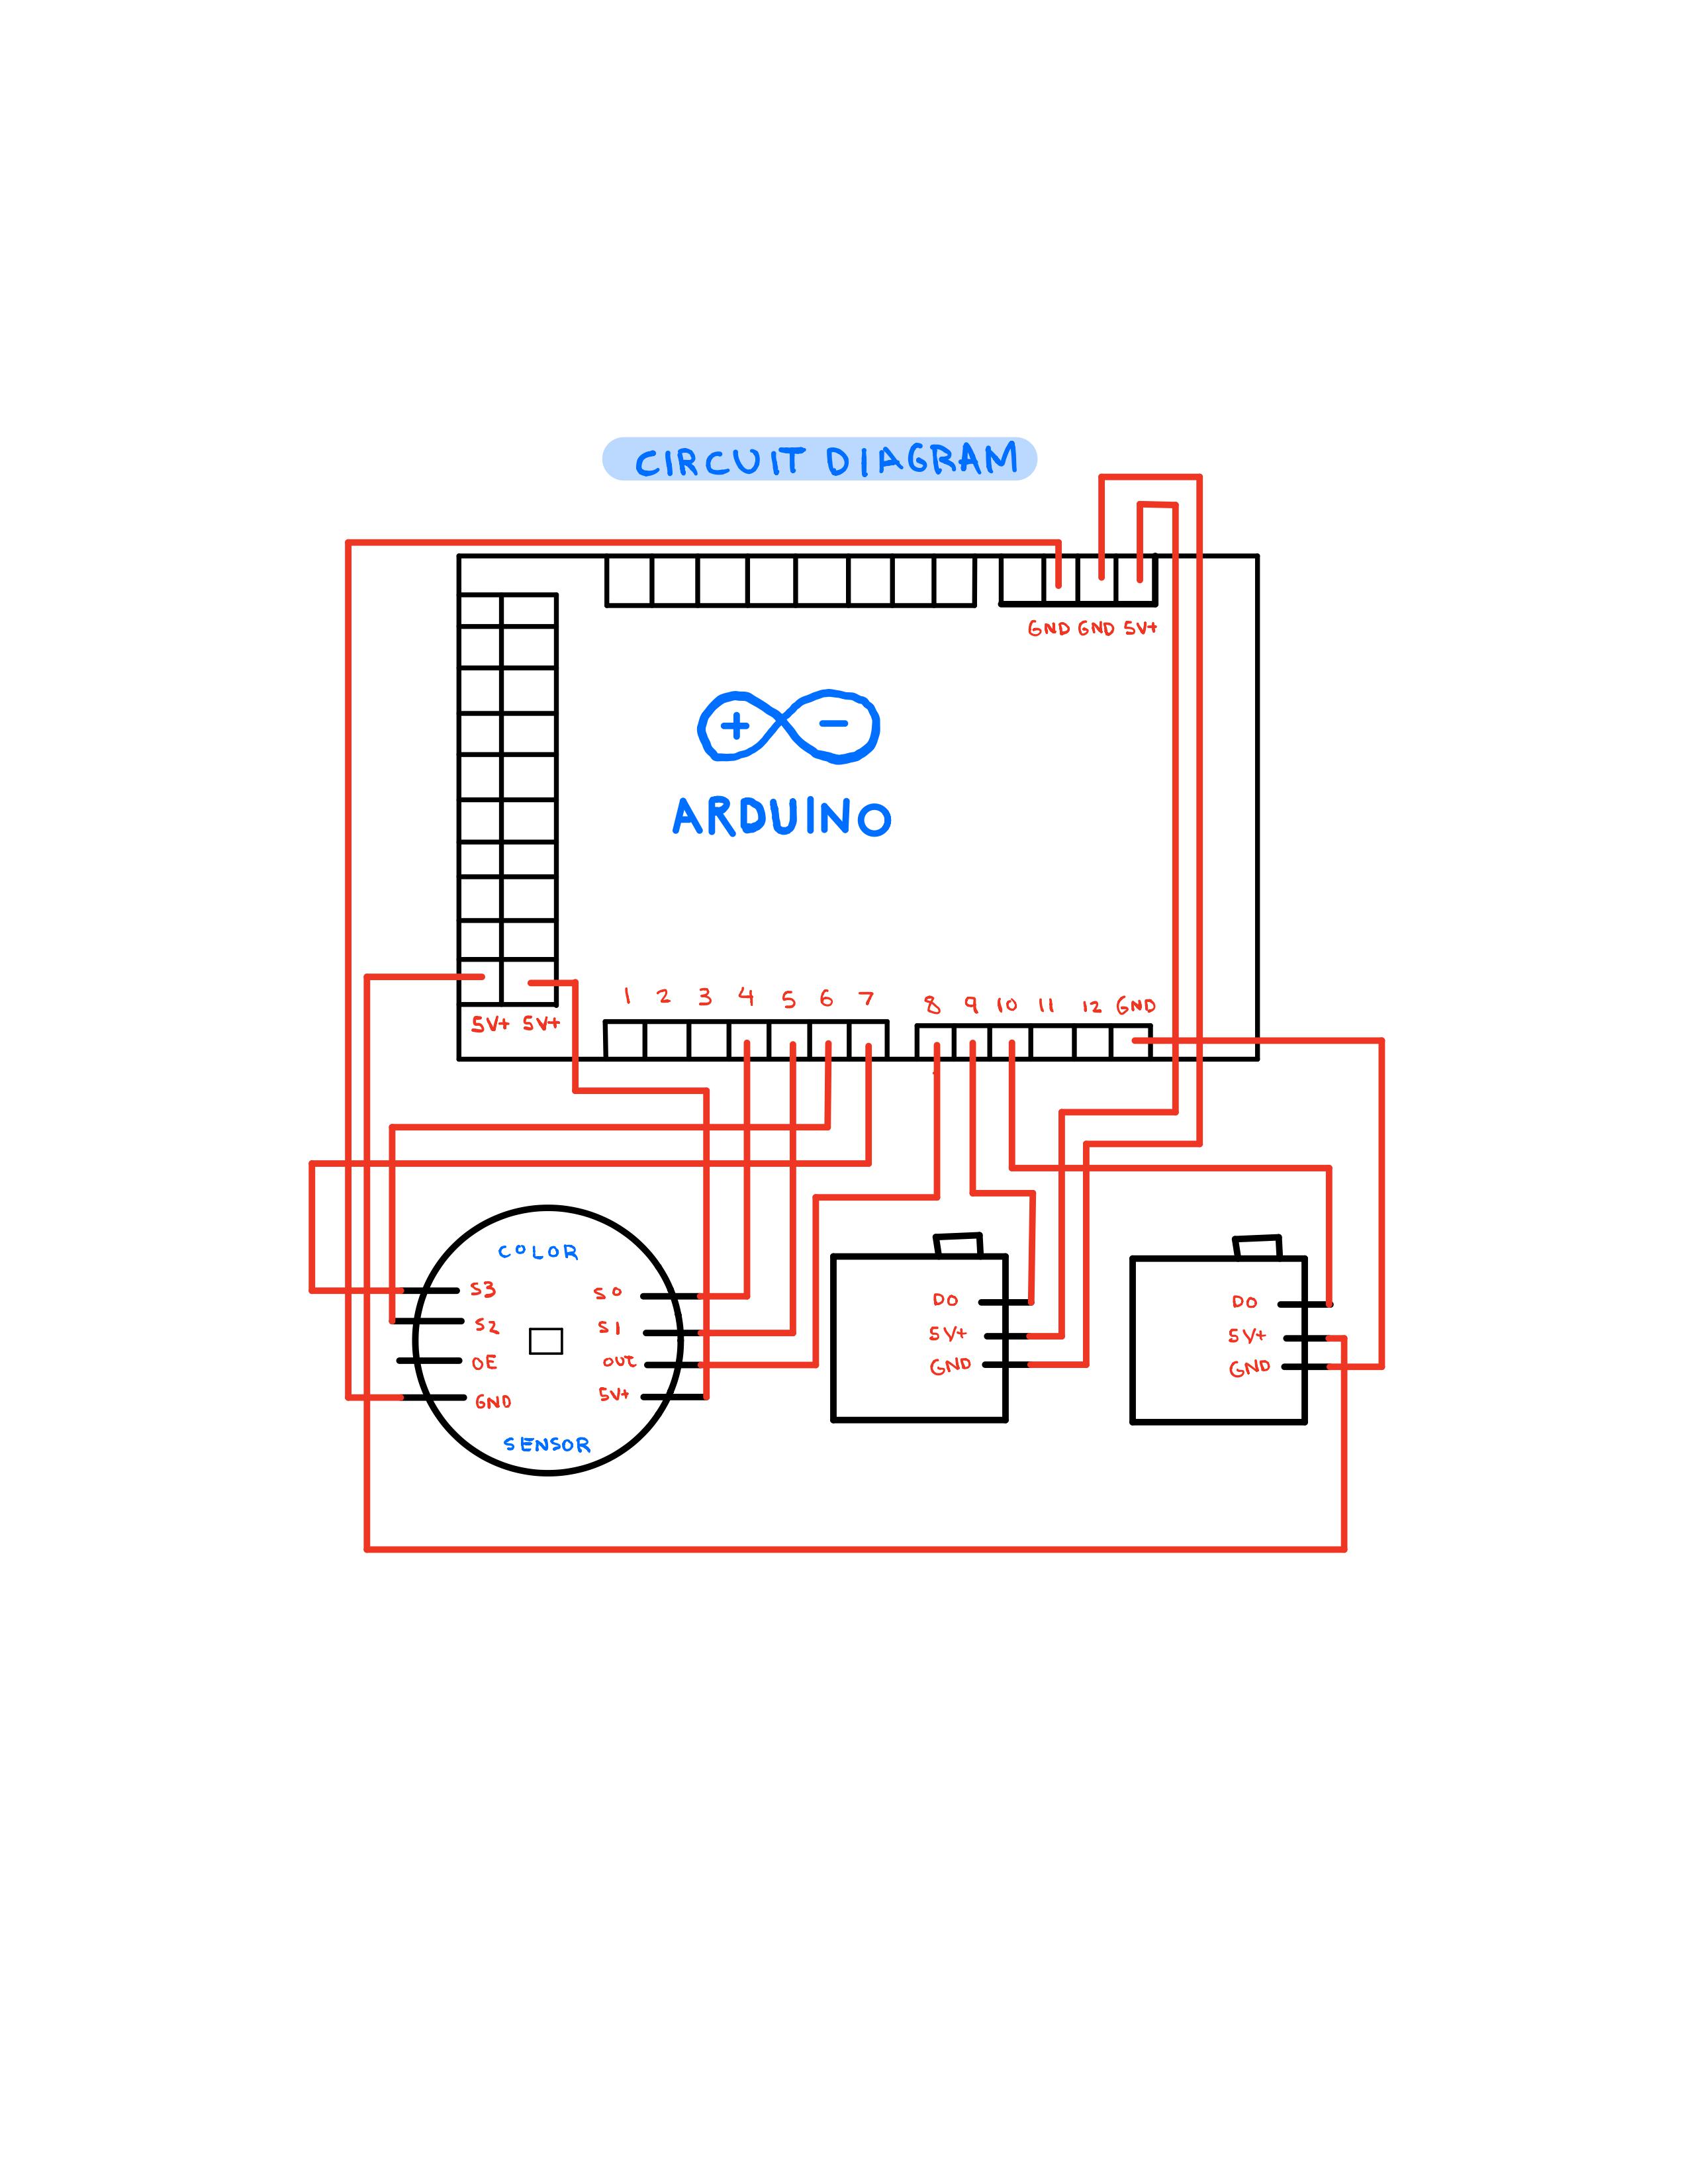 CIRCUIT DIAGRAM
GND GND 5V+
+ −
ARDUINO
1 2 3 4 5 6 7
8 9 10 11 12 GND
5V+ 5V+
COLOR
S3
S2
OE
GND
S0
S1
OUT
5V+
SENSOR
DO
5V+
GND
DO
5V+
GND